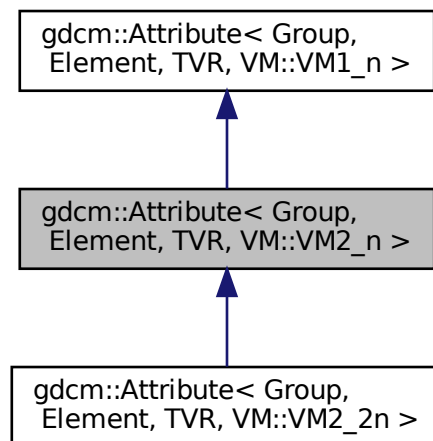 gdcm::Attribute< Group,
Element, TVR, VM::VM1_n >
gdcm::Attribute< Group,
Element, TVR, VM::VM2_n >
gdcm::Attribute< Group,
Element, TVR, VM::VM2_2n >